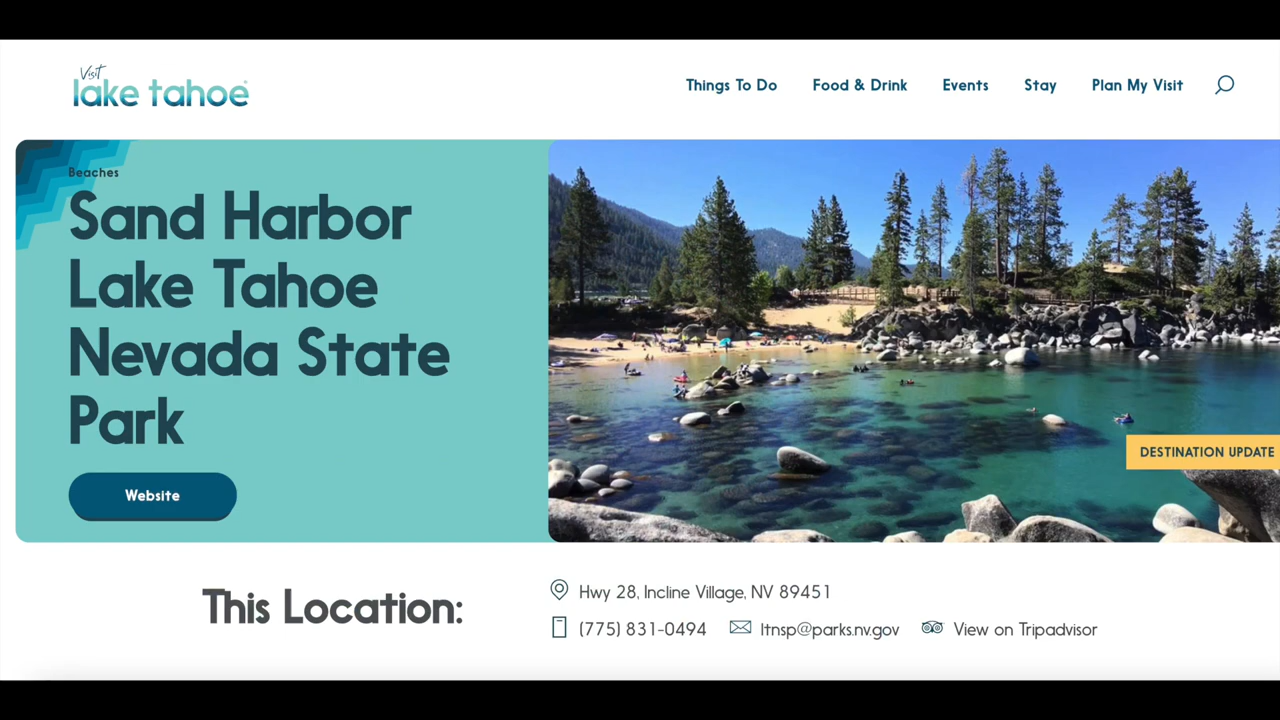 Visit
lake tahoe
Things To Do
Food & Drink
Events
Stay
Plan My Visit
Beaches
Sand Harbor
Lake Tahoe
Nevada State
Park
Website
DESTINATION UPDATE
This Location:
Hwy 28, Incline Village, NV 89451
(775) 831-0494
ltnsp@parks.nv.gov
View on Tripadvisor